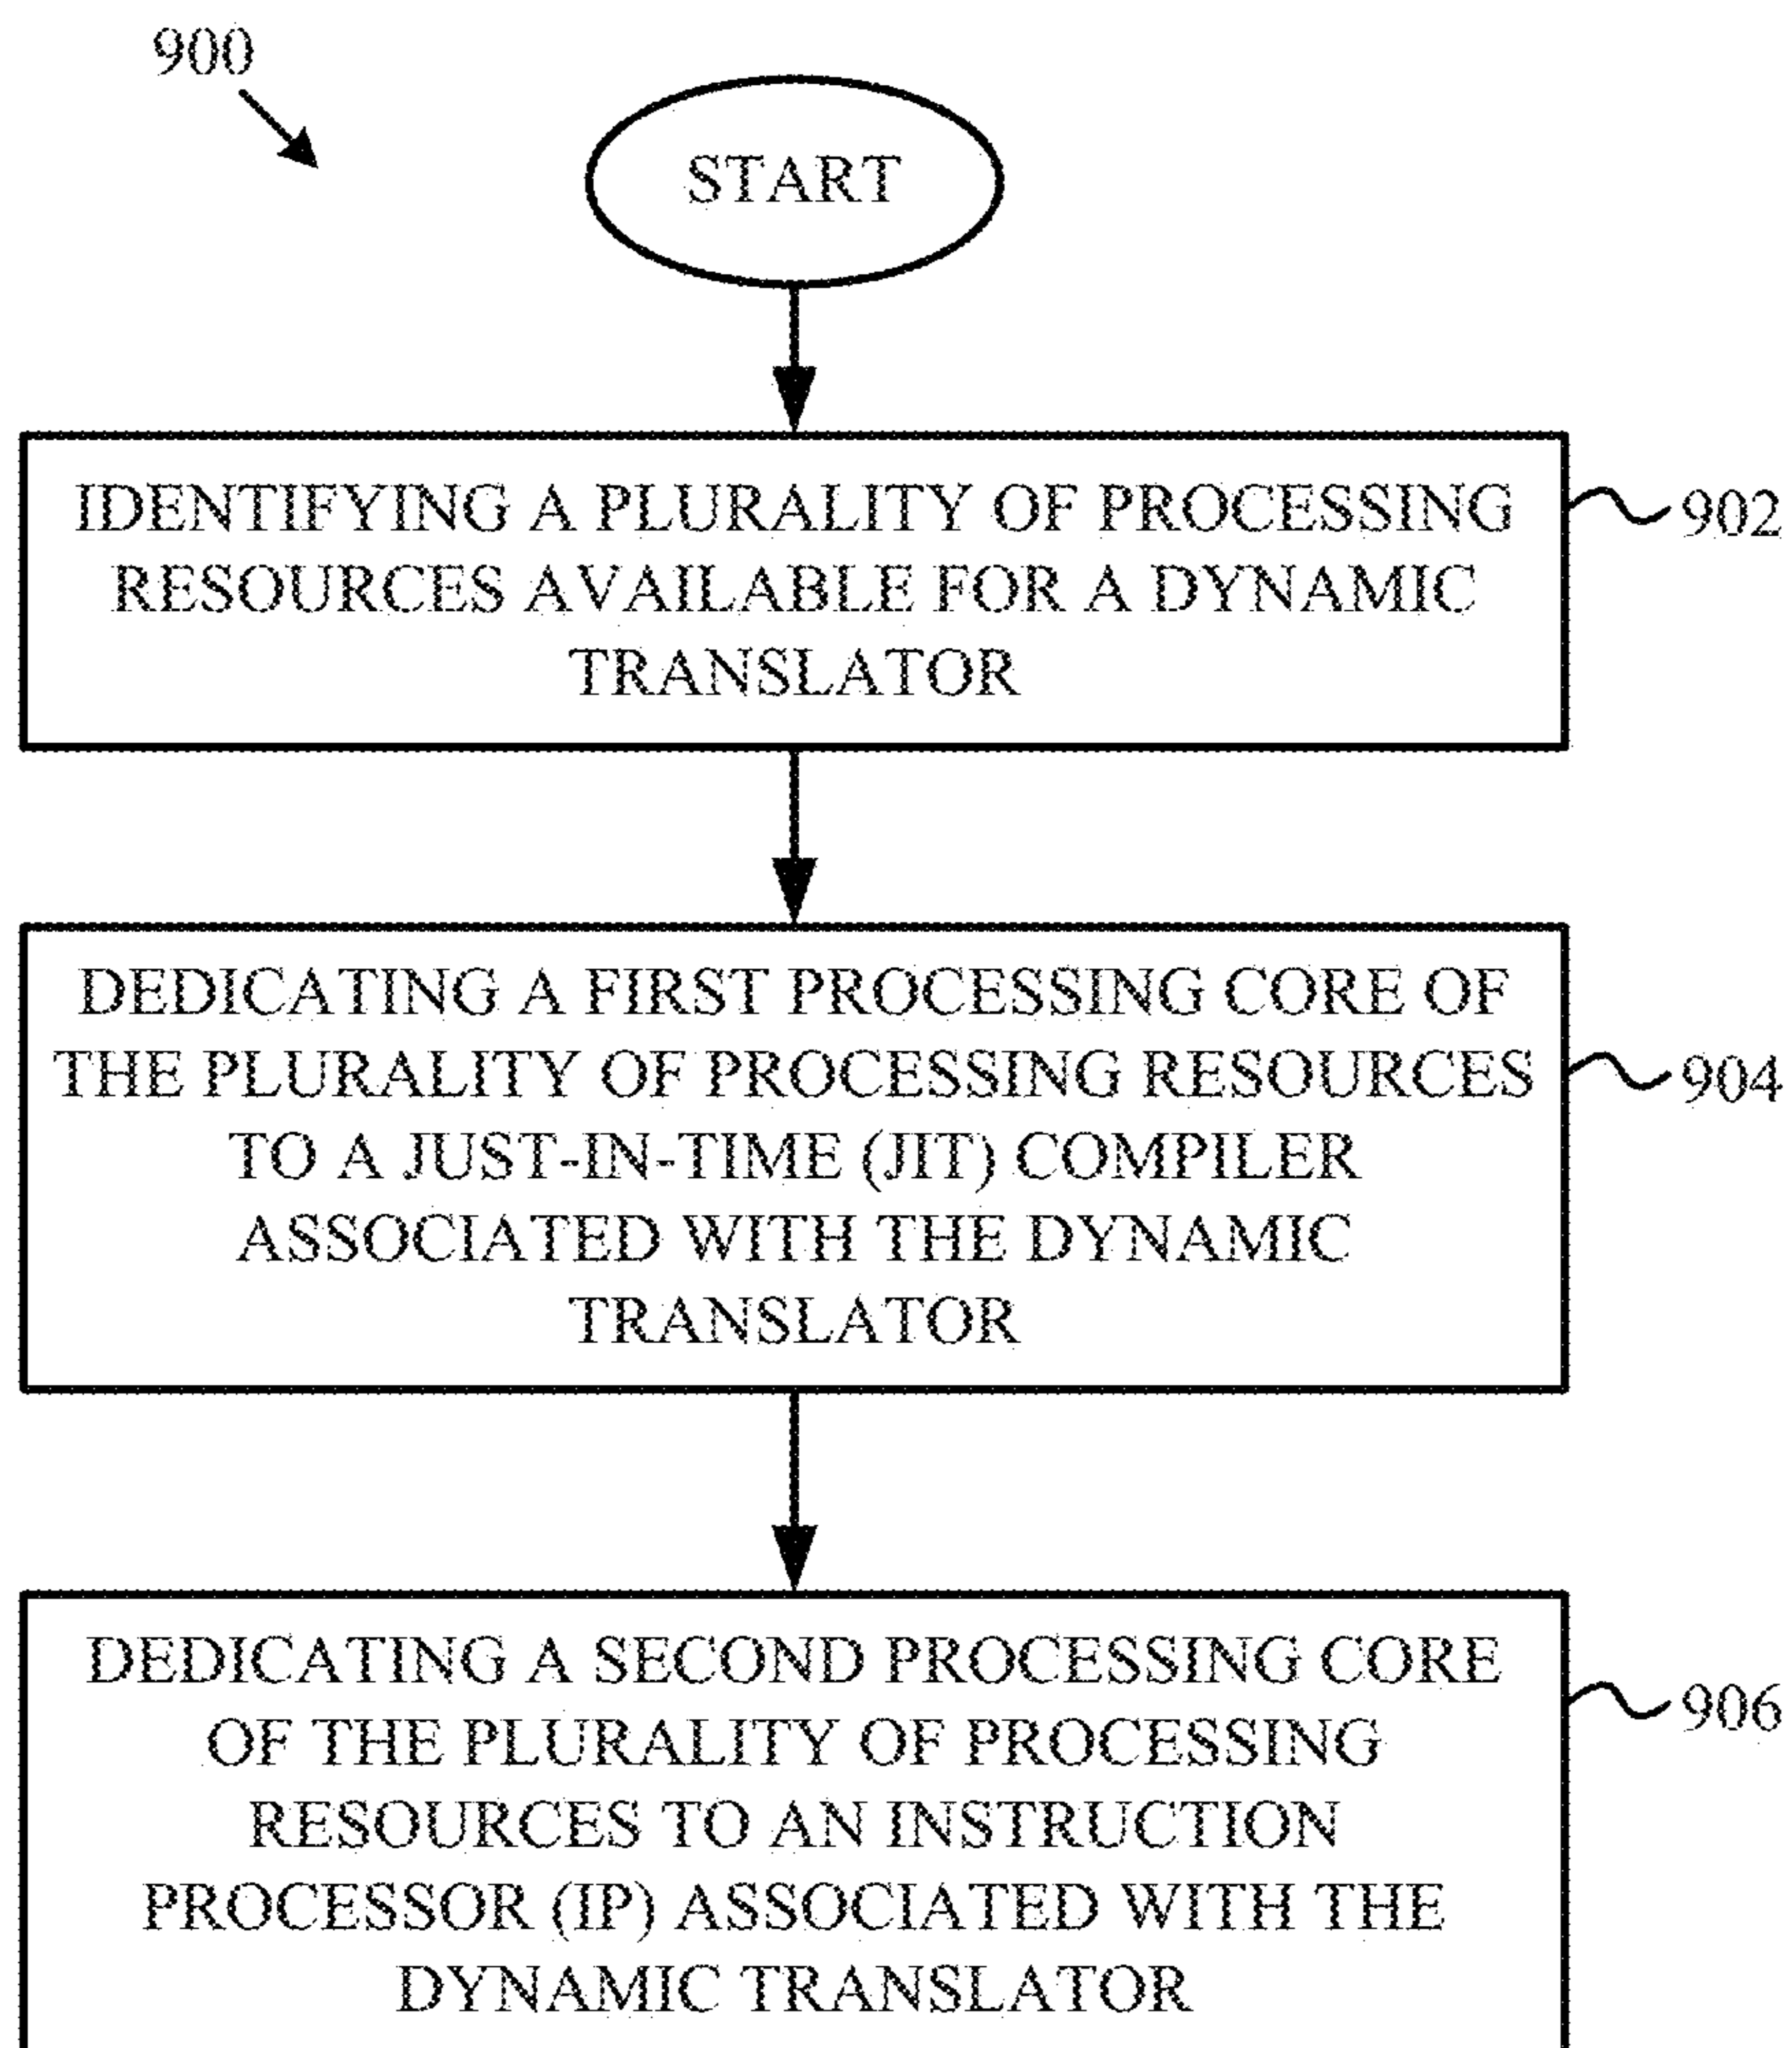 900
START
IDENTIFYING A PLURALITY OF PROCESSING
RESOURCES AVAILABLE FOR A DYNAMIC
TRANSLATOR
902
DEDICATING A FIRST PROCESSING CORE OF
THE PLURALITY OF PROCESSING RESOURCES
TO A JUST-IN-TIME (JIT) COMPILER
ASSOCIATED WITH THE DYNAMIC
TRANSLATOR
904
DEDICATING A SECOND PROCESSING CORE
OF THE PLURALITY OF PROCESSING
RESOURCES TO AN INSTRUCTION
PROCESSOR (IP) ASSOCIATED WITH THE
DYNAMIC TRANSLATOR
906